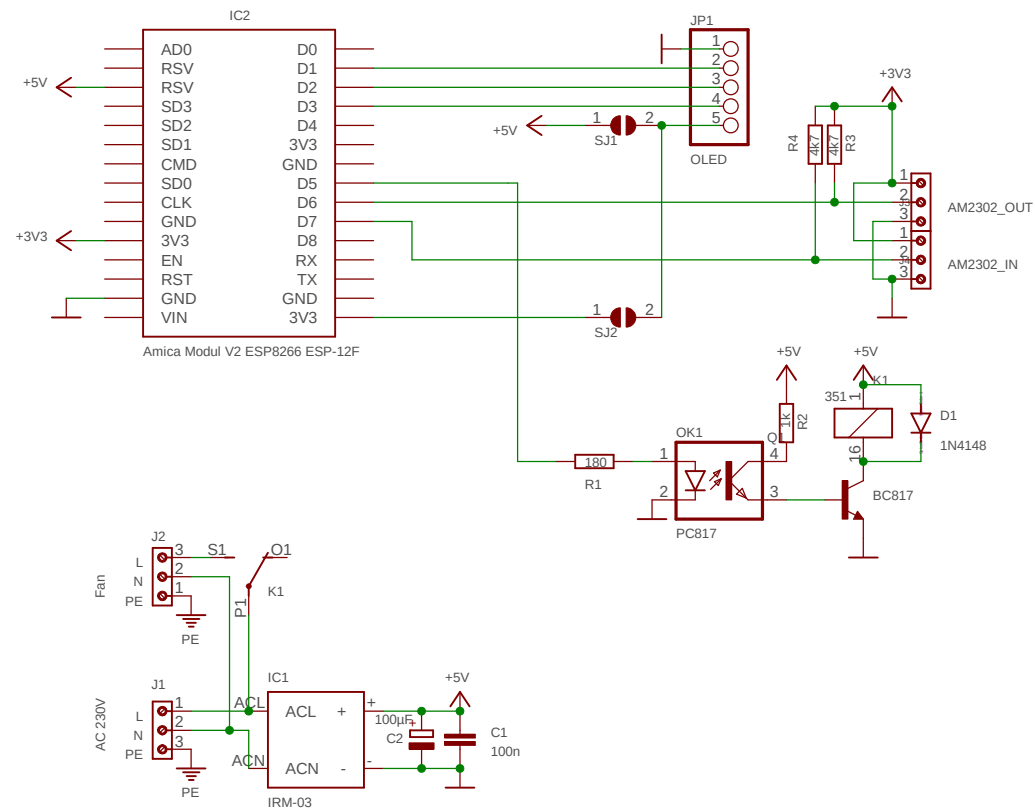 IC2
AD0
RSV
RSV
SD3
SD2
SD1
CMD
SD0
CLK
GND
3V3
EN
RST
GND
VIN
D0
D1
D2
D3
D4
3V3
GND
D5
D6
D7
D8
RX
TX
GND
3V3
+5V
+3V3
Amica Modul V2 ESP8266 ESP-12F
JP1
1
2
3
4
5
OLED
+5V
1
2
SJ1
1
2
SJ2
+3V3
R4
4k7
4k7
R3
1
2
3
AM2302_OUT
1
2
3
AM2302_IN
+5V
1k
R2
+5V
K1
351
1
16
D1
1N4148
OK1
1
2
4
3
PC817
180
R1
BC817
J2
Fan
L
N
PE
3
2
1
PE
S1
O1
P1
K1
J1
AC 230V
L
N
PE
1
2
3
PE
ACL
ACN
IC1
ACL
ACN
+
-
+
-
IRM-03
100µF
+
C2
+5V
C1
100n